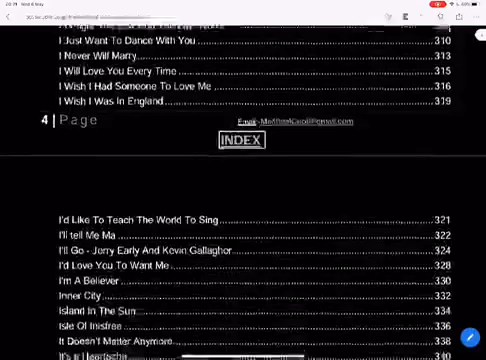 I Just Want To Dance With You 310
I Never Will Marry 313
I Will Love You Every Time 315
I Wish I Had Someone To Love Me 316
I Wish I Was In England 319
4 | Page
Email:
INDEX
I'd Like To Teach The World To Sing 321
I'll tell Me Ma 322
I'll Go - Jerry Early And Kevin Gallagher 324
I'd Love You To Want Me 328
I'm A Believer 330
Inner City 332
Island In The Sun 334
Isle Of Inisfree 336
It Doesn't Matter Anymore 338
It's a Heartache 340